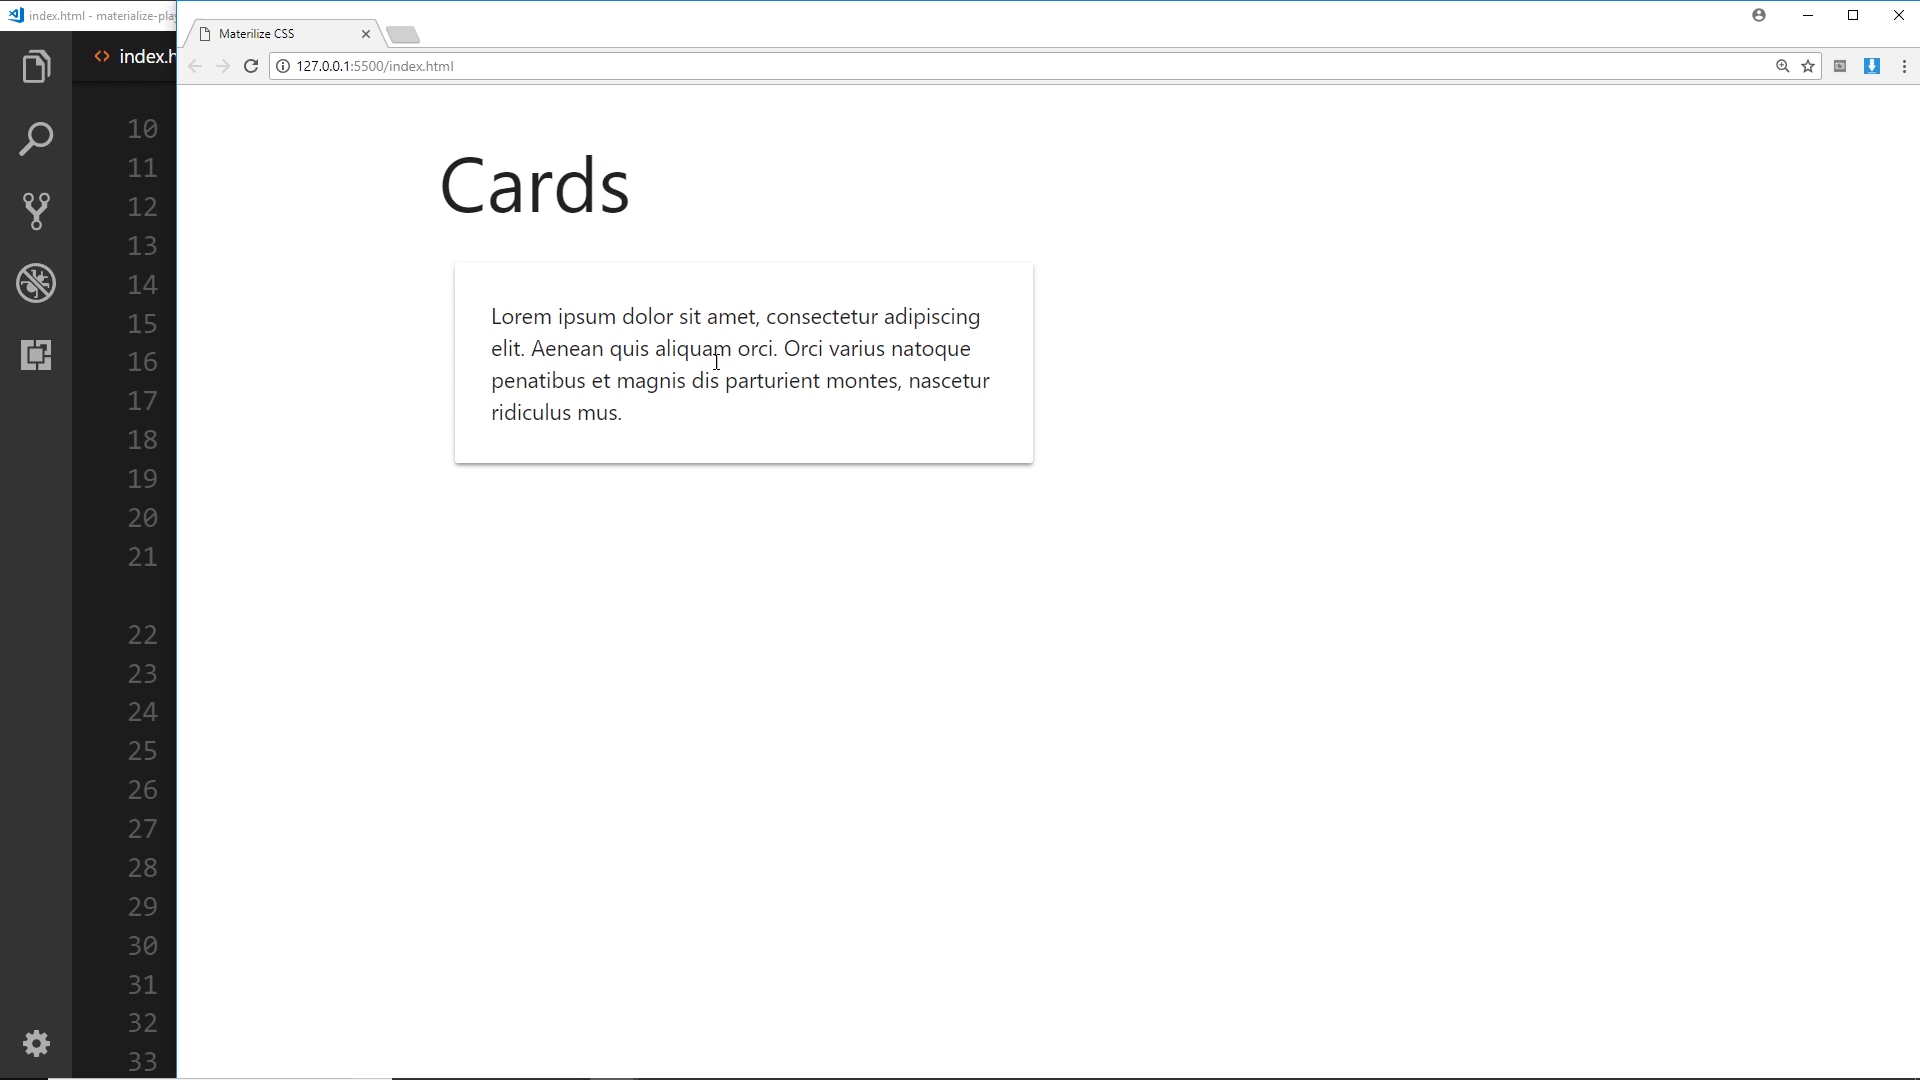 index.html - materialize-play
Materilize CSS
index.h
127.0.0.1:5500/index.html
10
11
12
13
14
15
16
17
18
19
20
21
22
23
24
25
26
27
28
29
30
31
32
33
Cards
Lorem ipsum dolor sit amet, consectetur adipiscing
elit. Aenean quis aliquam orci. Orci varius natoque
penatibus et magnis dis parturient montes, nascetur
ridiculus mus.